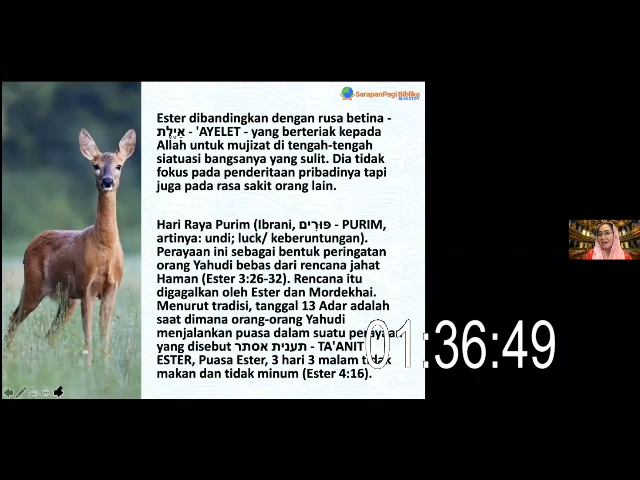 SarapanPagi Biblika
MINISTRY
Ester dibandingkan dengan rusa betina -
אַיֶּלֶת - 'AYELET - yang berteriak kepada
Allah untuk mujizat di tengah-tengah
siatuasi bangsanya yang sulit. Dia tidak
fokus pada penderitaan pribadinya tapi
juga pada rasa sakit orang lain.
Hari Raya Purim (Ibrani, פּוּרִים - PURIM,
artinya: undi; luck/ keberuntungan).
Perayaan ini sebagai bentuk peringatan
orang Yahudi bebas dari rencana jahat
Haman (Ester 3:26-32). Rencana itu
digagalkan oleh Ester dan Mordekhai.
Menurut tradisi, tanggal 13 Adar adalah
saat dimana orang-orang Yahudi
menjalankan puasa dalam suatu perayaan
yang disebut תענית אסתר - TA'ANIT
ESTER, Puasa Ester, 3 hari 3 malam tidak
makan dan tidak minum (Ester 4:16).
01:36:49